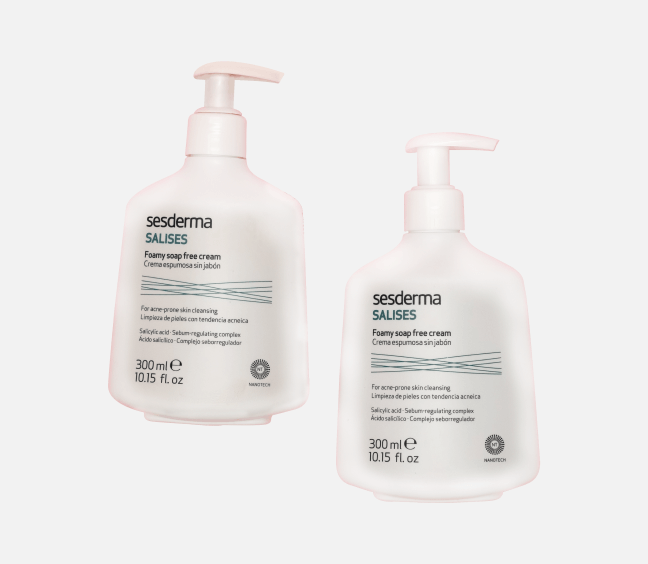 sesderma
SALISES
Foamy soap free cream
Crema espumosa sin jabón
For acne-prone skin cleansing
Limpieza de pieles con tendencia acneica
Salicylic acid · Sebum-regulating complex
Ácido salicílico · Complejo seborregulador
300 ml ℮
10.15 fl. oz
NT
NANOTECH
sesderma
SALISES
Foamy soap free cream
Crema espumosa sin jabón
For acne-prone skin cleansing
Limpieza de pieles con tendencia acneica
Salicylic acid · Sebum-regulating complex
Ácido salicílico · Complejo seborregulador
300 ml ℮
10.15 fl. oz
NT
NANOTECH